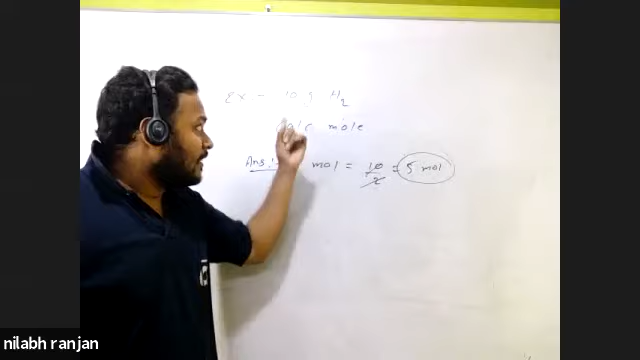 Ex - 10 g H2
mole
Ans. mol = 10/2 = 5 mol
nilabh ranjan